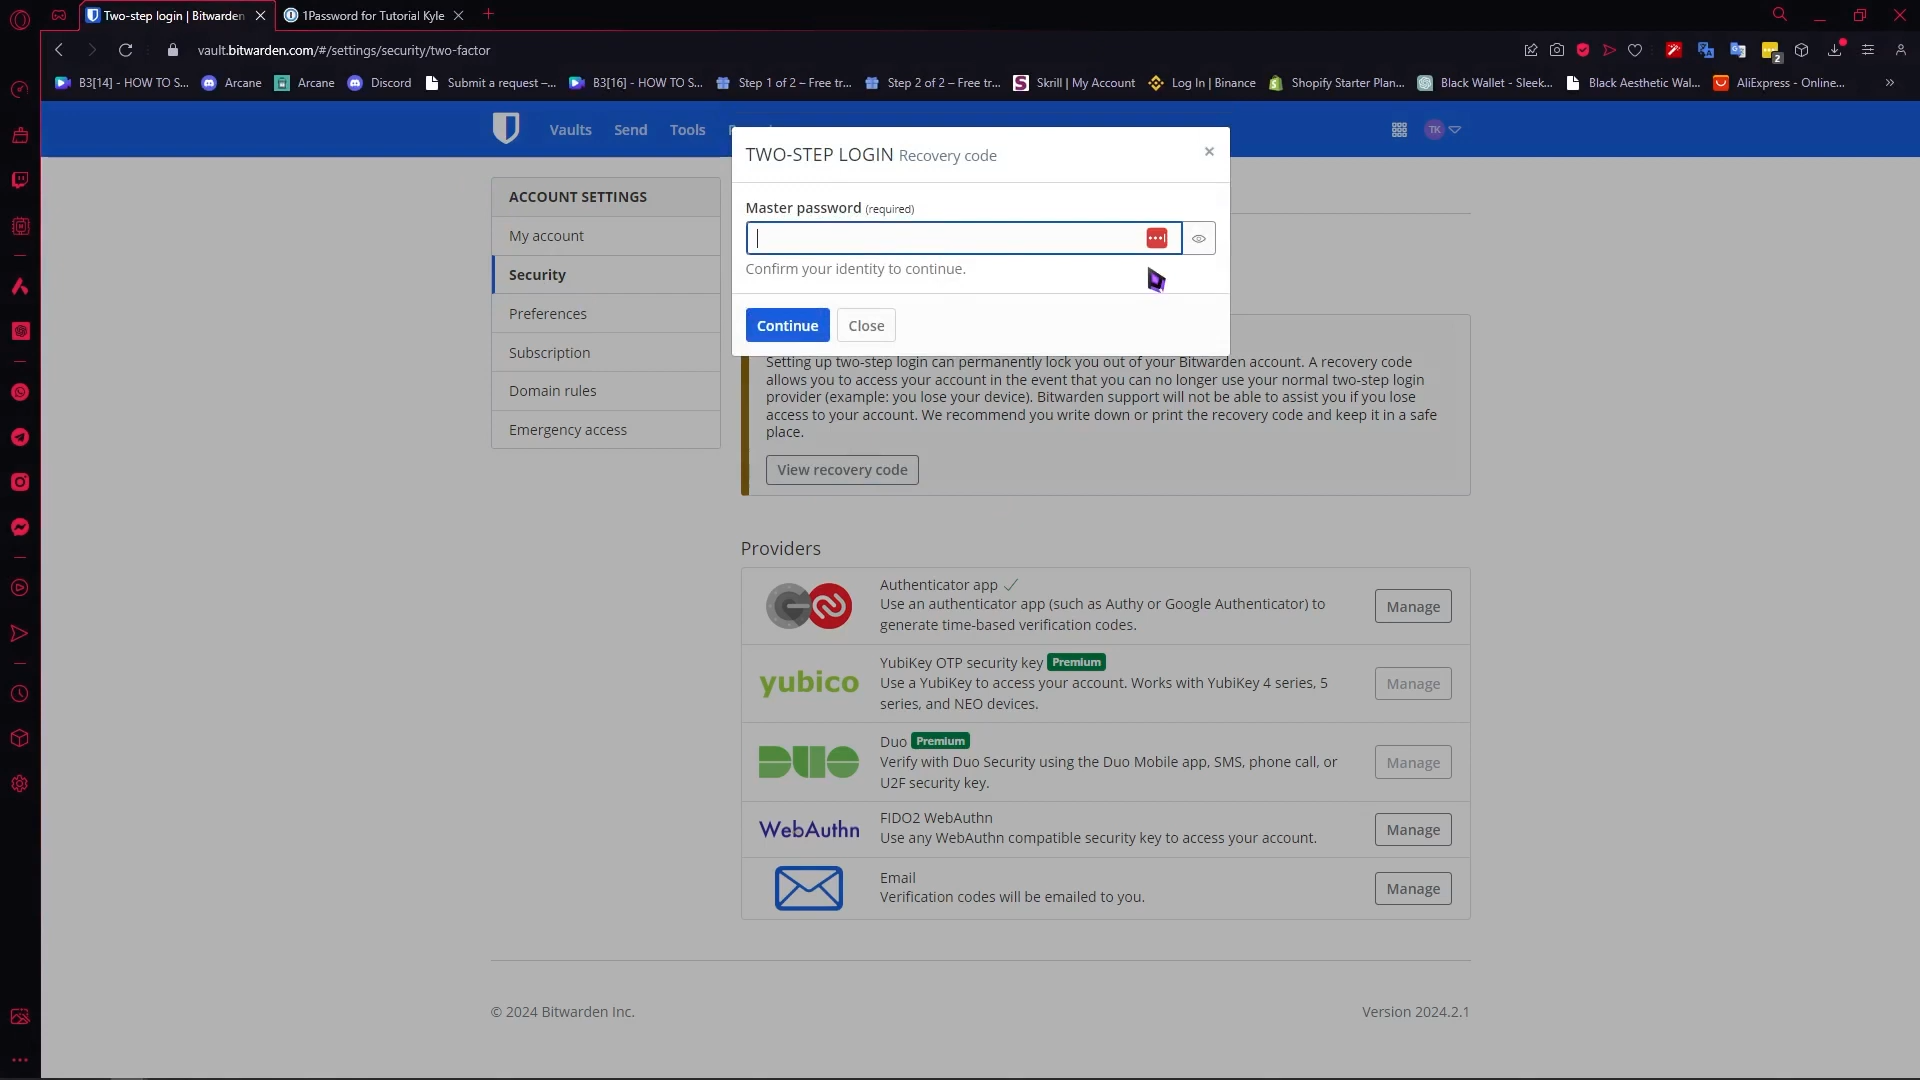 Two-step login | Bitwarden
1Password for Tutorial Kyle
vault.bitwarden.com/#/settings/security/two-factor
2
B3[14] - HOW TO S...
Arcane
Arcane
Discord
Submit a request –...
B3[16] - HOW TO S...
Step 1 of 2 – Free tr...
Step 2 of 2 – Free tr...
Skrill | My Account
Log In | Binance
Shopify Starter Plan...
Black Wallet - Sleek...
Black Aesthetic Wal...
AliExpress - Online...
Vaults
Send
Tools
TK
ACCOUNT SETTINGS
My account
Security
Preferences
Subscription
Domain rules
Emergency access
TWO-STEP LOGIN Recovery code
Master password (required)
Confirm your identity to continue.
Continue
Close
Setting up two-step login can permanently lock you out of your Bitwarden account. A recovery code
allows you to access your account in the event that you can no longer use your normal two-step login
provider (example: you lose your device). Bitwarden support will not be able to assist you if you lose
access to your account. We recommend you write down or print the recovery code and keep it in a safe
place.
View recovery code
Providers
Authenticator app
Use an authenticator app (such as Authy or Google Authenticator) to
generate time-based verification codes.
Manage
yubico
YubiKey OTP security key Premium
Use a YubiKey to access your account. Works with YubiKey 4 series, 5
series, and NEO devices.
Manage
DUO
Duo Premium
Verify with Duo Security using the Duo Mobile app, SMS, phone call, or
U2F security key.
Manage
WebAuthn
FIDO2 WebAuthn
Use any WebAuthn compatible security key to access your account.
Manage
Email
Verification codes will be emailed to you.
Manage
© 2024 Bitwarden Inc.
Version 2024.2.1